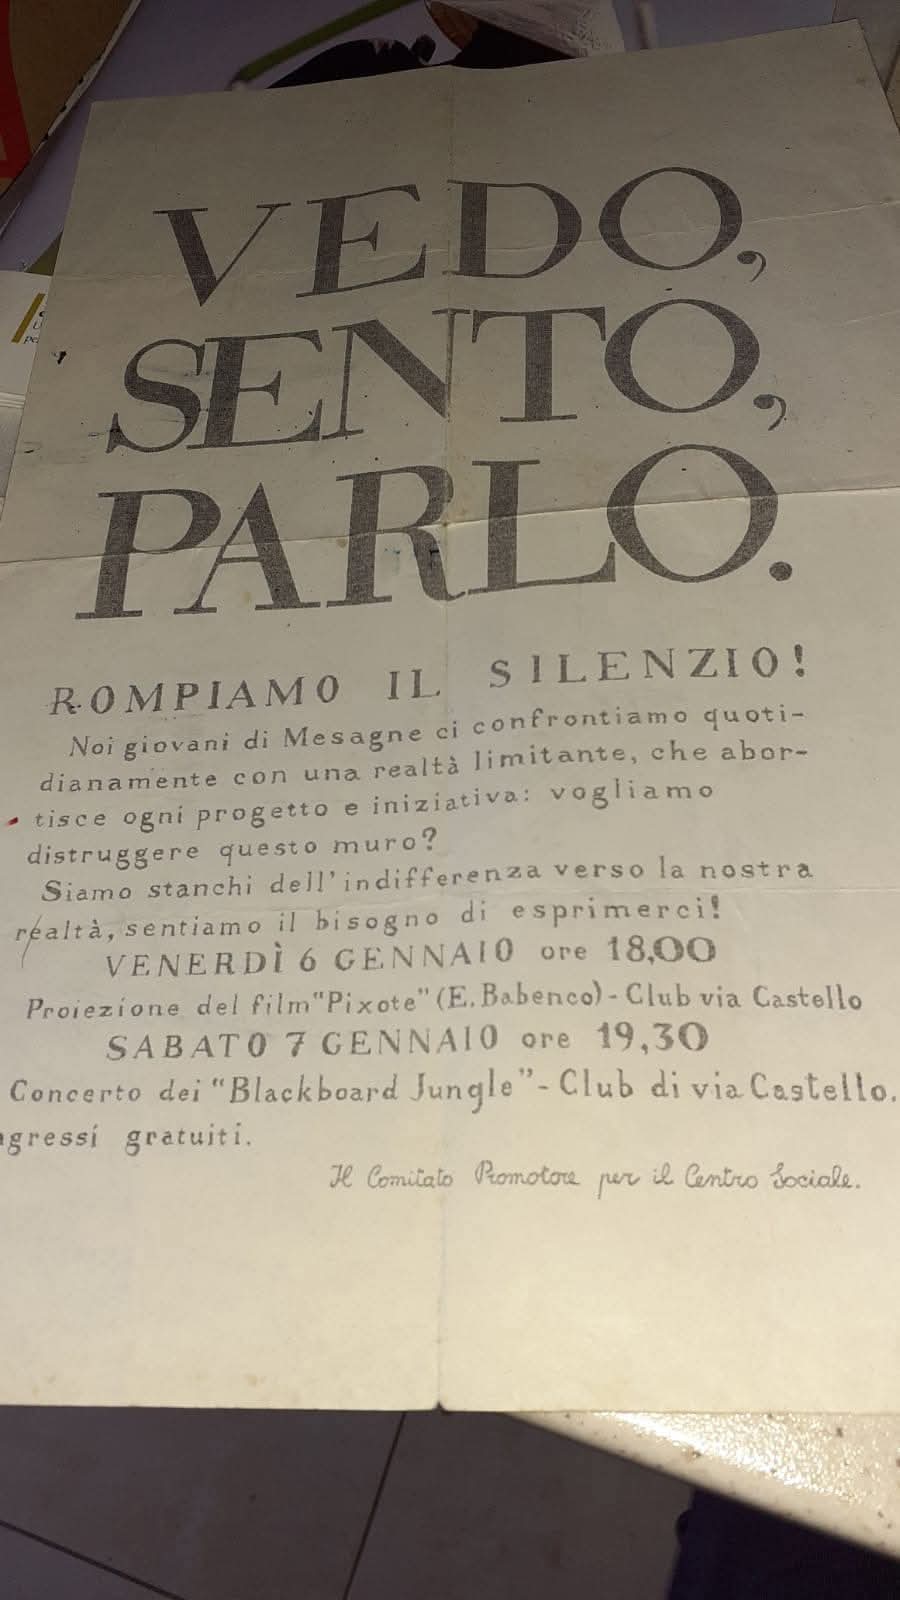 VEDO,
SENTO,
PARLO.
ROMPIAMO IL SILENZIO!
Noi giovani di Mesagne ci confrontiamo quoti-
dianamente con una realtà limitante, che abor-
tisce ogni progetto e iniziativa: vogliamo
distruggere questo muro?
Siamo stanchi dell'indifferenza verso la nostra
realtà, sentiamo il bisogno di esprimerci!
VENERDÌ 6 GENNAIO ore 18,00
Proiezione del film "Pixote" (E. Babenco) - Club via Castello
SABATO 7 GENNAIO ore 19,30
Concerto dei "Blackboard Jungle" - Club di via Castello.
gressi gratuiti.
Il Comitato Promotore per il Centro Sociale.